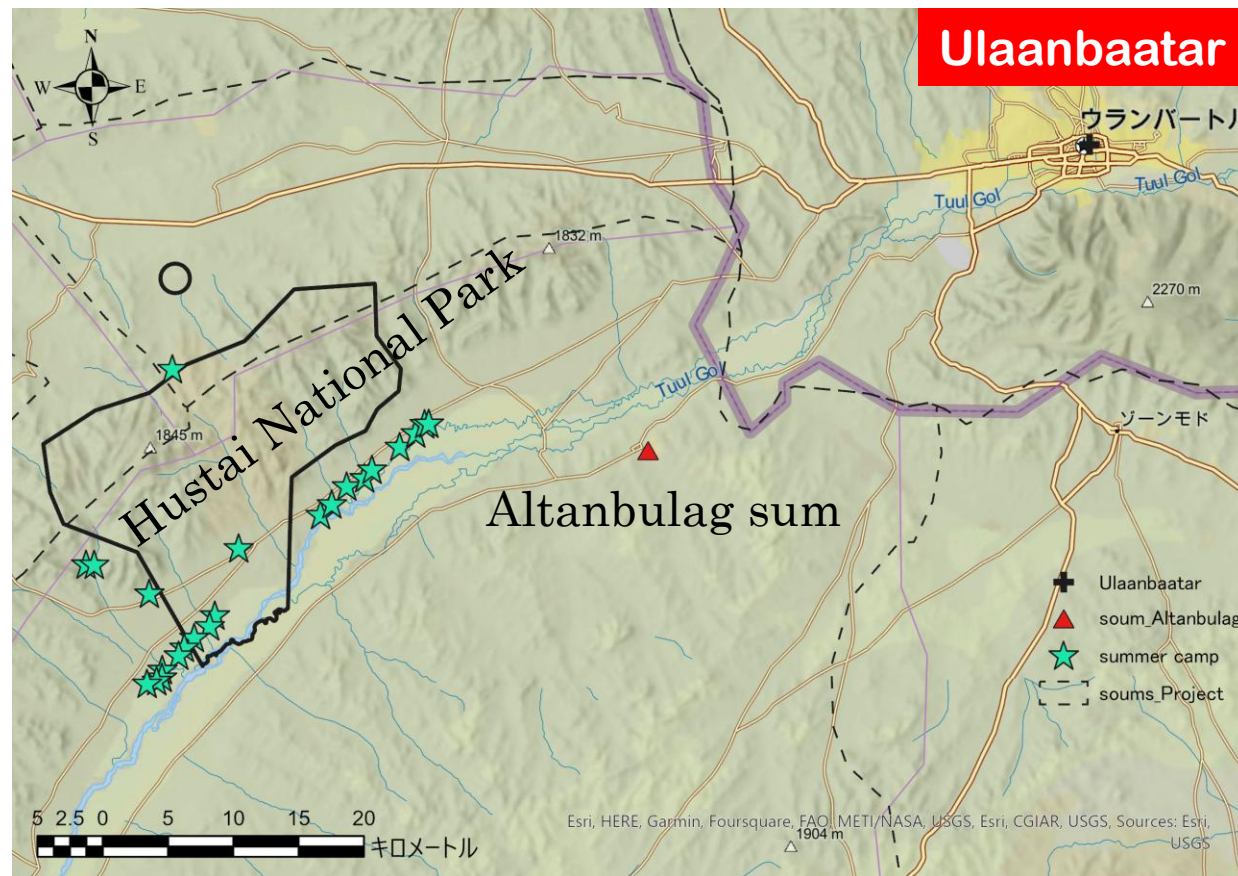 Ulaanbaatar
N
W E
S
ウランバートル
Tuul Gol
Tuul Gol
1832 m
2270 m
Hustai National Park
Tuul Gol
1845 m
ゾーンモド
Altanbulag sum
Ulaanbaatar
soum_Altanbulag
summer camp
soums_Project
5 2.5 0 5 10 15 20
キロメートル
Esri, HERE, Garmin, Foursquare, FAO, METI/NASA, USGS, Esri, CGIAR, USGS, Sources: Esri,
USGS
1904 m